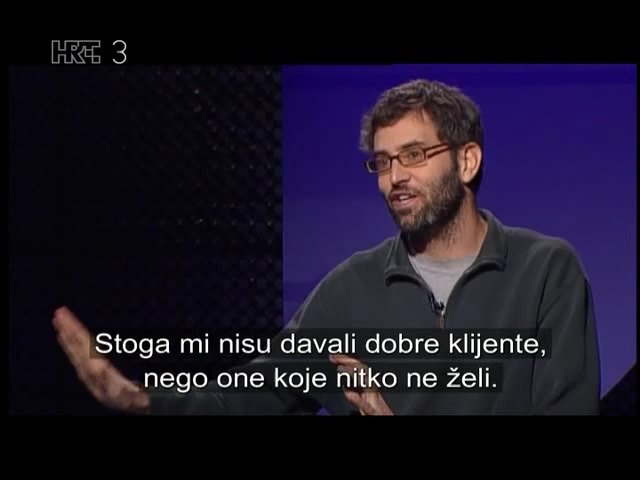 HRT 3
Stoga mi nisu davali dobre klijente,
nego one koje nitko ne želi.